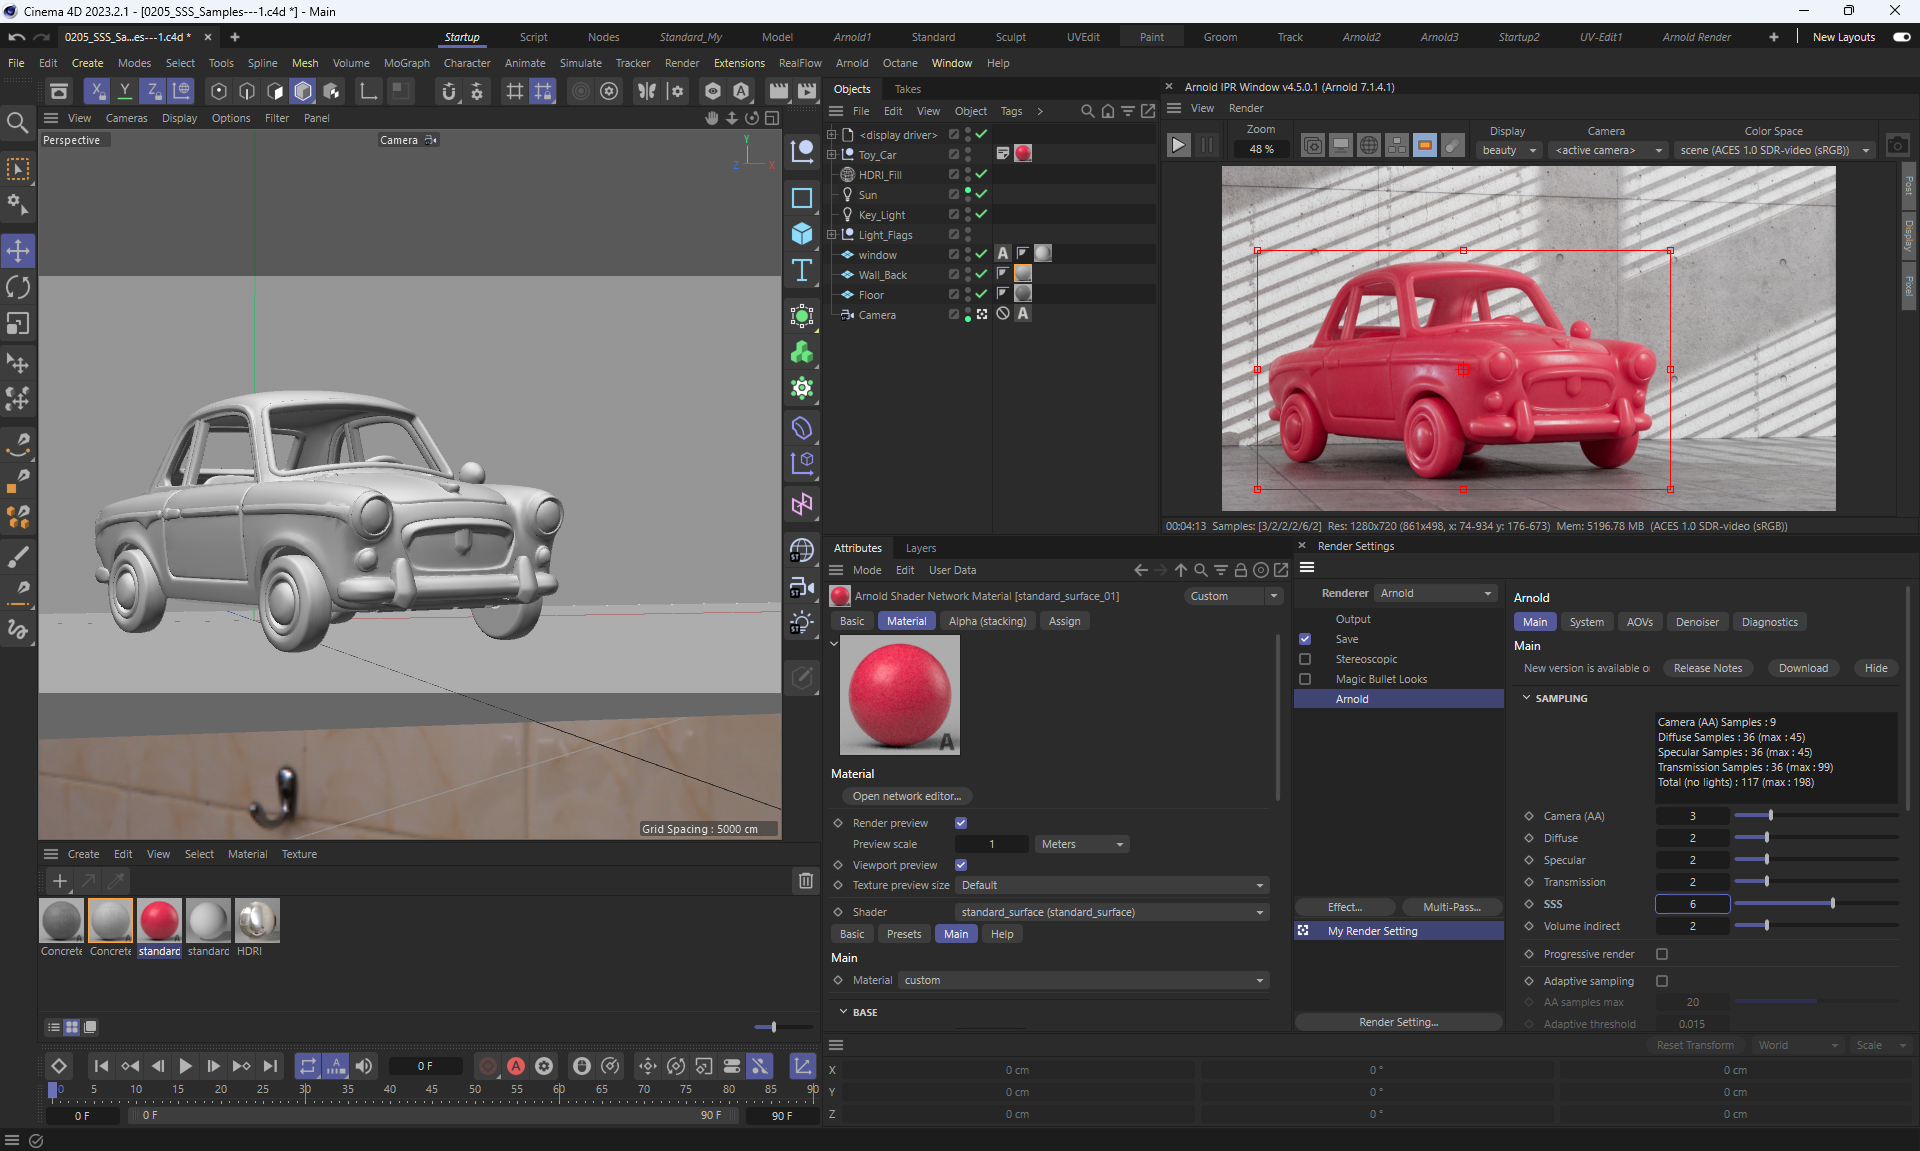 Cinema 4D 2023.2.1 - [0205_SSS_Samples---1.c4d *] - Main
0205_SSS_Sa...es---1.c4d *
Startup Script Nodes Standard_My Model Arnold1 Standard Sculpt UVEdit Paint Groom Track Arnold2 Arnold3 Startup2 UV-Edit1 Arnold Render New Layouts
File Edit Create Modes Select Tools Spline Mesh Volume MoGraph Character Animate Simulate Tracker Render Extensions RealFlow Arnold Octane Window Help
View Cameras Display Options Filter Panel
Perspective
Camera
Y
Z
X
Grid Spacing : 5000 cm
Objects Takes
File Edit View Object Tags
<display driver>
Toy_Car
HDRI_Fill
Sun
Key_Light
Light_Flags
window
Wall_Back
Floor
Camera
Arnold IPR Window v4.5.0.1 (Arnold 7.1.4.1)
View Render
Zoom Display Camera Color Space
48 % beauty <active camera> scene (ACES 1.0 SDR-video (sRGB))
Post
Display
Pixel
00:04:13 Samples: [3/2/2/2/6/2] Res: 1280x720 (861x498, x: 74-934 y: 176-673) Mem: 5196.78 MB (ACES 1.0 SDR-video (sRGB))
Attributes Layers
Mode Edit User Data
Arnold Shader Network Material [standard_surface_01]
Custom
Basic Material Alpha (stacking) Assign
Material
Open network editor...
Render preview
Preview scale 1 Meters
Viewport preview
Texture preview size Default
Shader standard_surface (standard_surface)
Basic Presets Main Help
Main
Material custom
BASE
Render Settings
Renderer Arnold
Output
Save
Stereoscopic
Magic Bullet Looks
Arnold
Effect... Multi-Pass...
My Render Setting
Render Setting...
Arnold
Main System AOVs Denoiser Diagnostics
Main
New version is available o Release Notes Download Hide
SAMPLING
Camera (AA) Samples : 9
Diffuse Samples : 36 (max : 45)
Specular Samples : 36 (max : 45)
Transmission Samples : 36 (max : 99)
Total (no lights) : 117 (max : 198)
Camera (AA) 3
Diffuse 2
Specular 2
Transmission 2
SSS 6
Volume indirect 2
Progressive render
Adaptive sampling
AA samples max 20
Adaptive threshold 0.015
Create Edit View Select Material Texture
Concrete Concrete standard standard HDRI
0 F
0 5 10 15 20 25 30 35 40 45 50 55 60 65 70 75 80 85 90
0 F 0 F 90 F 90 F
Reset Transform World Scale
X 0 cm 0 ° 0 cm
Y 0 cm 0 ° 0 cm
Z 0 cm 0 ° 0 cm